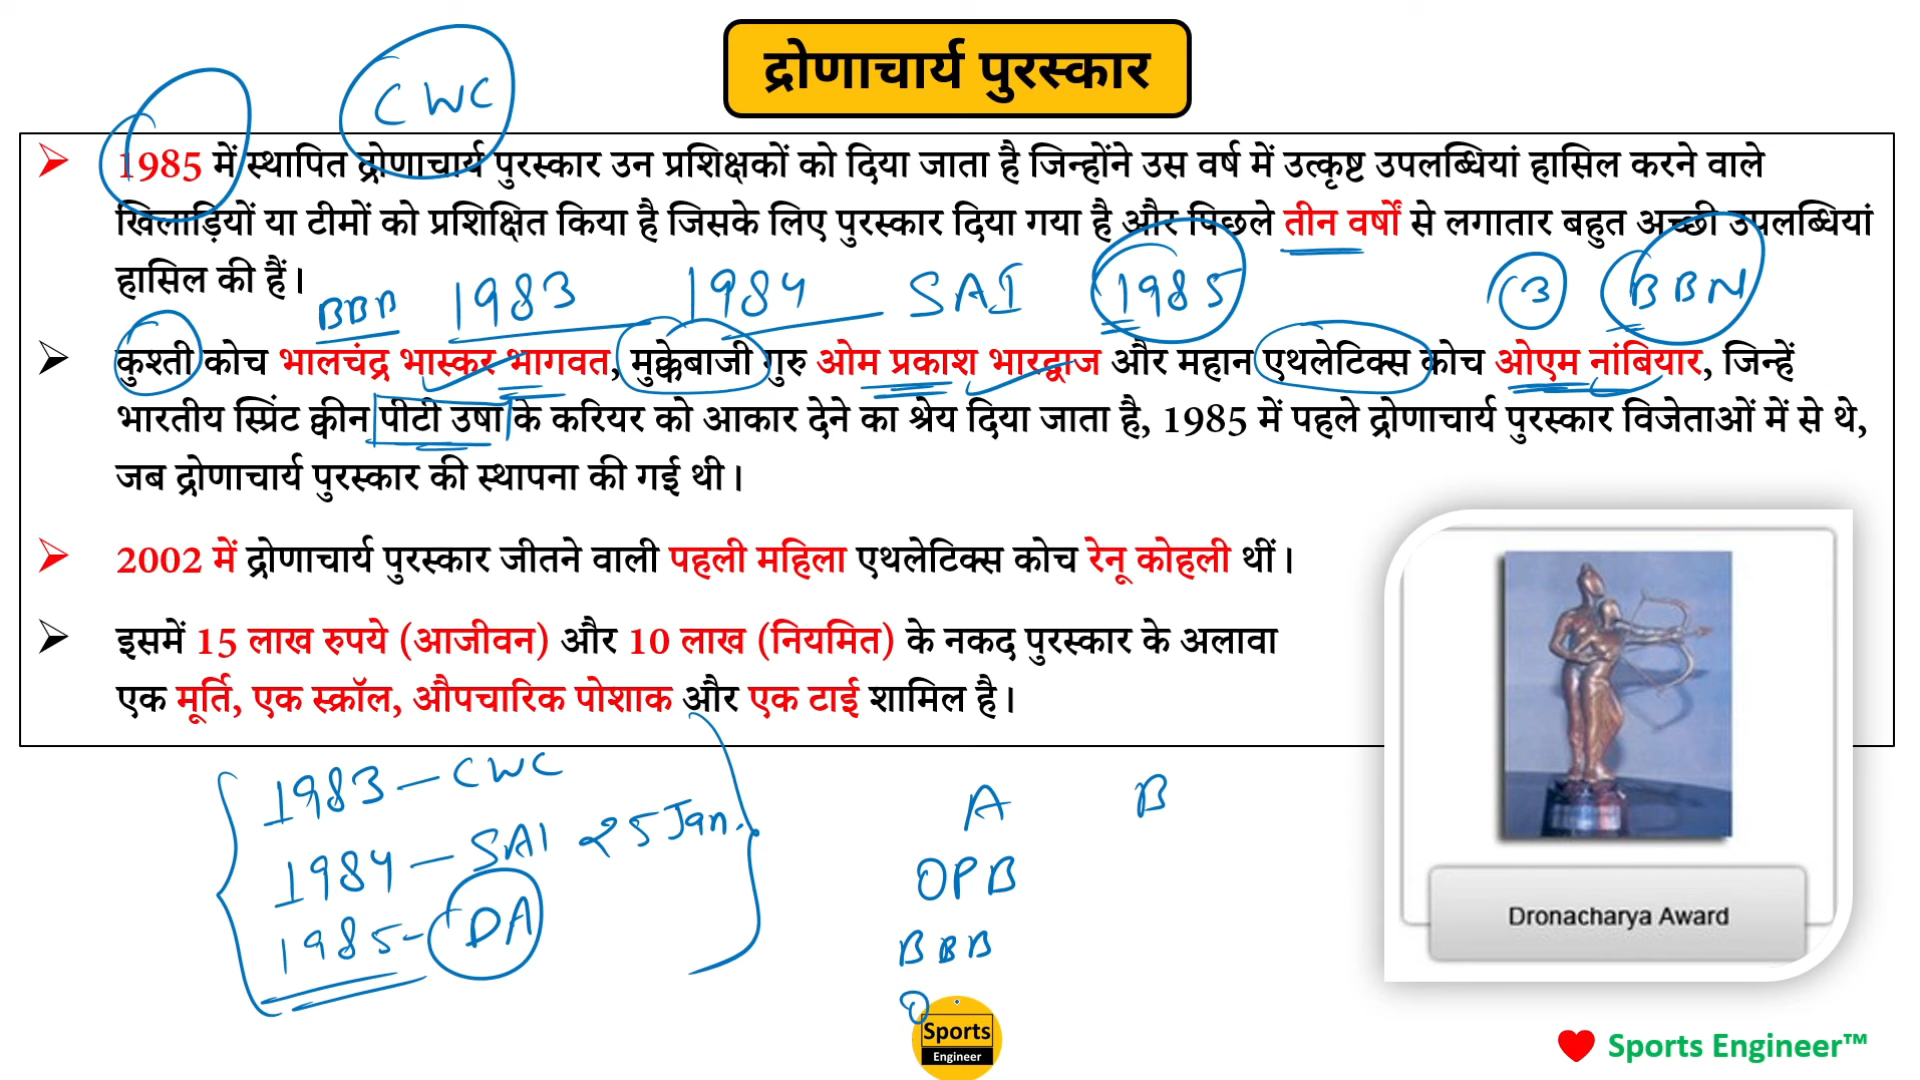 द्रोणाचार्य पुरस्कार
CWC
1985 में स्थापित द्रोणाचार्य पुरस्कार उन प्रशिक्षकों को दिया जाता है जिन्होंने उस वर्ष में उत्कृष्ट उपलब्धियां हासिल करने वाले
खिलाड़ियों या टीमों को प्रशिक्षित किया है जिसके लिए पुरस्कार दिया गया है और पिछले तीन वर्षों से लगातार बहुत अच्छी उपलब्धियां
हासिल की हैं।
BBB 1983 1984 SAI 1985 (3) BBN
कुश्ती कोच भालचंद्र भास्कर भागवत, मुक्केबाजी गुरु ओम प्रकाश भारद्वाज और महान एथलेटिक्स कोच ओएम नांबियार, जिन्हें
भारतीय स्प्रिंट क्वीन पीटी उषा के करियर को आकार देने का श्रेय दिया जाता है, 1985 में पहले द्रोणाचार्य पुरस्कार विजेताओं में से थे,
जब द्रोणाचार्य पुरस्कार की स्थापना की गई थी।
2002 में द्रोणाचार्य पुरस्कार जीतने वाली पहली महिला एथलेटिक्स कोच रेनू कोहली थीं।
इसमें 15 लाख रुपये (आजीवन) और 10 लाख (नियमित) के नकद पुरस्कार के अलावा
एक मूर्ति, एक स्क्रॉल, औपचारिक पोशाक और एक टाई शामिल है।
1983 - CWC
1984 - SAI 25 Jan.
1985 - DA
A B
OPB
BBB
O
Dronacharya Award
Sports
Engineer
Sports Engineer™